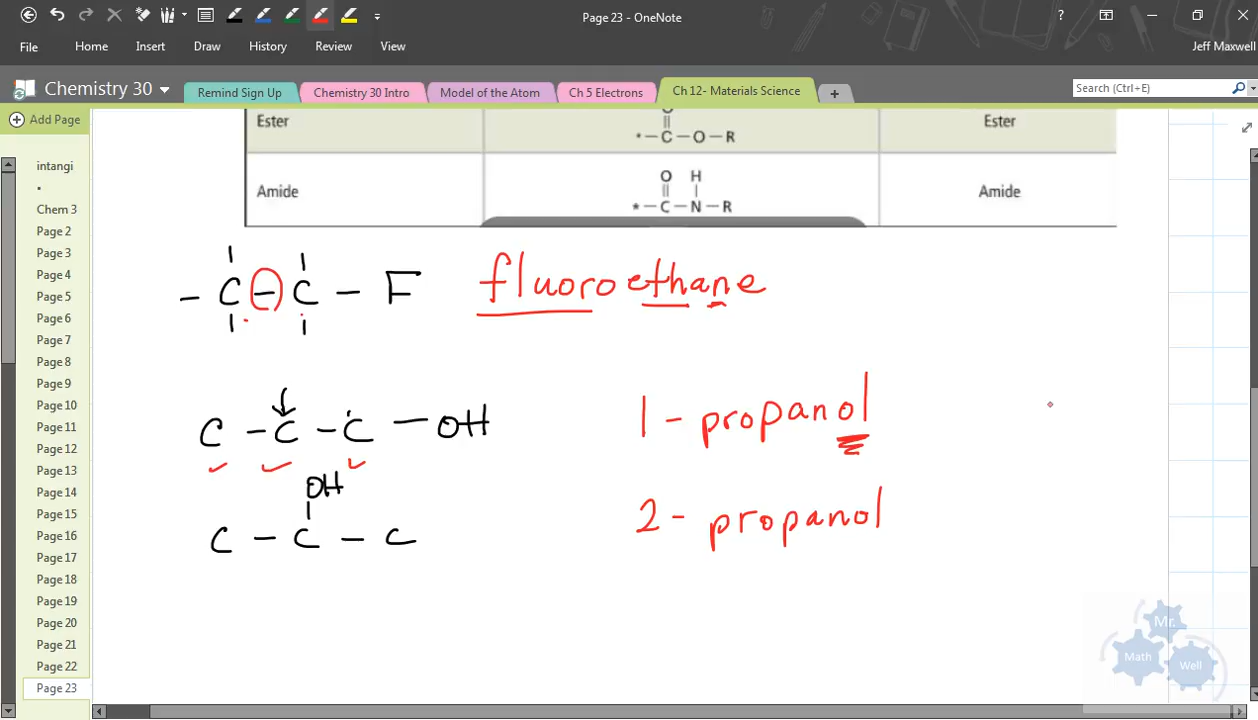 Page 23 - OneNote
?
File Home Insert Draw History Review View
Jeff Maxwell
Chemistry 30
Remind Sign Up
Chemistry 30 Intro
Model of the Atom
Ch 5 Electrons
Ch 12- Materials Science
Search (Ctrl+E)
Add Page
intangi
Chem 3
Page 2
Page 3
Page 4
Page 5
Page 6
Page 7
Page 8
Page 9
Page 10
Page 11
Page 12
Page 13
Page 14
Page 15
Page 16
Page 17
Page 18
Page 19
Page 20
Page 21
Page 22
Page 23
Ester
O
*—C—O—R
Ester
Amide
O H
*—C—N—R
Amide
- C - C - F fluoroethane
C - C - C - OH 1 - propanol
OH
C - C - C 2 - propanol
Mr.
Math
Well